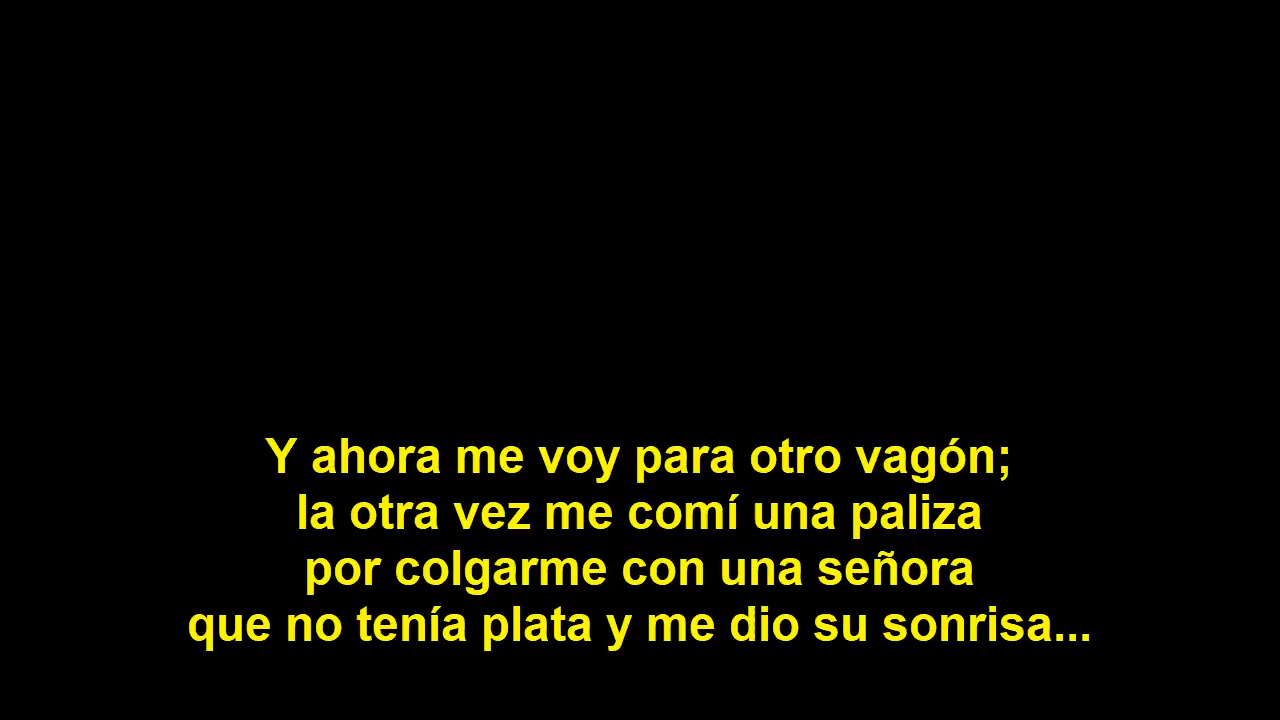 Y ahora me voy para otro vagón;
la otra vez me comí una paliza
por colgarme con una señora
que no tenía plata y me dio su sonrisa...